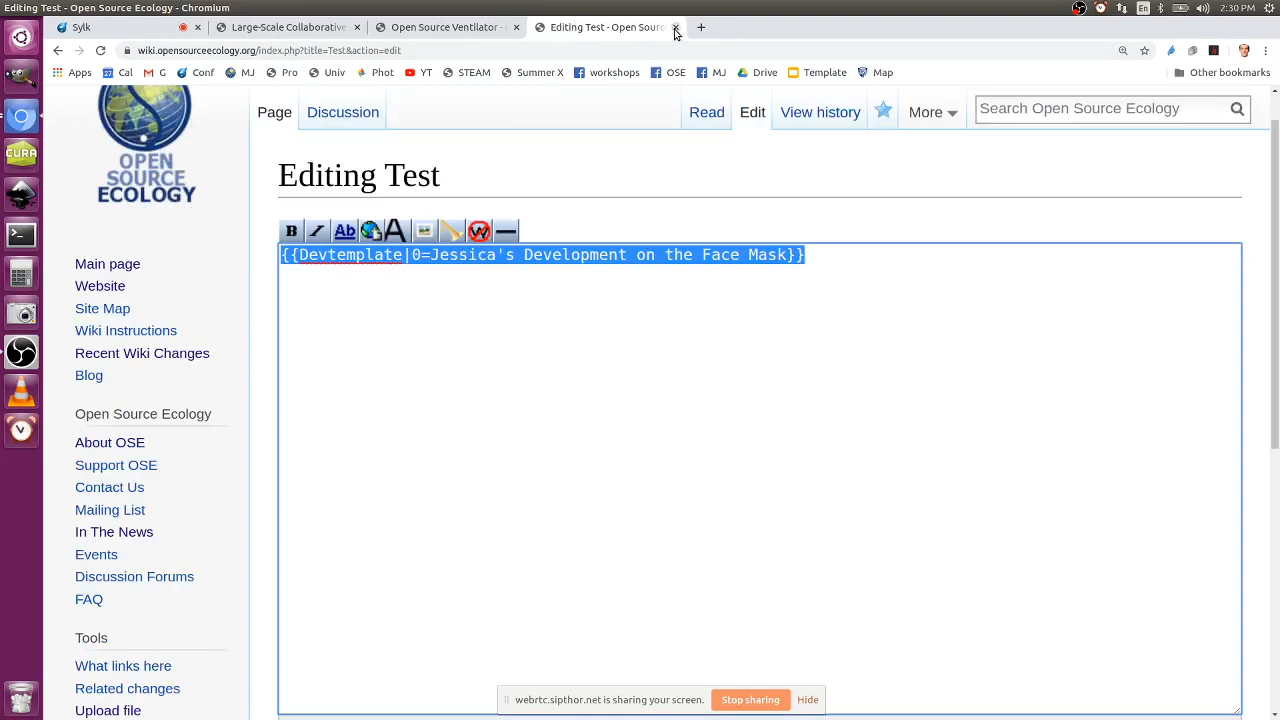 Editing Test - Open Source Ecology - Chromium
En 2:30 PM
Sylk
Large-Scale Collaborative
Open Source Ventilator -
Editing Test - Open Sour
wiki.opensourceecology.org/index.php?title=Test&action=edit
Apps Cal G Conf MJ Pro Univ Phot YT STEAM Summer X workshops OSE MJ Drive Template Map Other bookmarks
Page Discussion Read Edit View history More Search Open Source Ecology
OPEN
SOURCE
ECOLOGY
Editing Test
B I Ab A W
{{Devtemplate|0=Jessica's Development on the Face Mask}}
Main page
Website
Site Map
Wiki Instructions
Recent Wiki Changes
Blog
Open Source Ecology
About OSE
Support OSE
Contact Us
Mailing List
In The News
Events
Discussion Forums
FAQ
Tools
What links here
Related changes
Upload file
CURA
webrtc.sipthor.net is sharing your screen. Stop sharing Hide